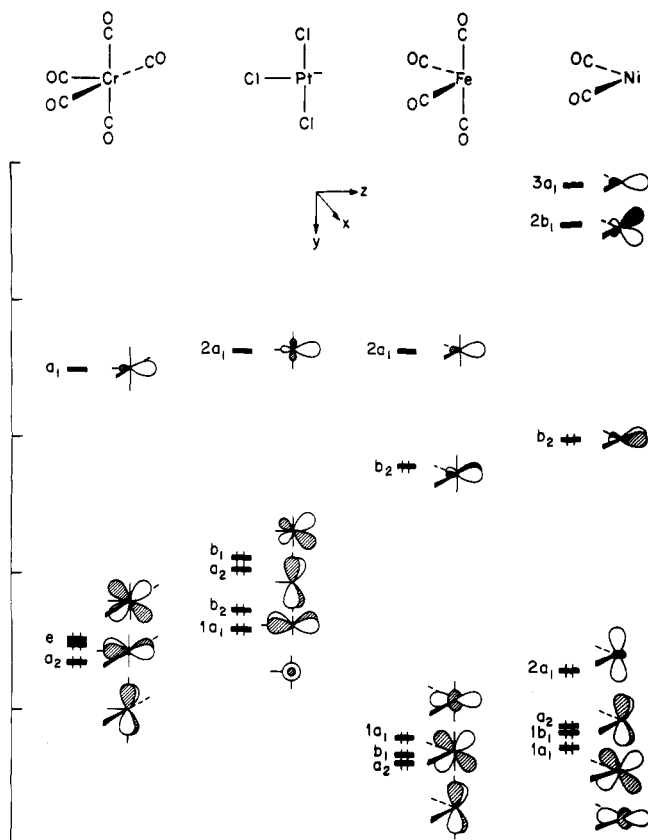 O
C
OC
Cr
CO
OC
C
O
Cl
Cl
Pt⁻
Cl
O
C
OC
Fe
OC
C
O
OC
Ni
OC
3a₁
2b₁
z
x
y
a₁
2a₁
2a₁
b₂
b₂
b₁
a₂
b₂
1a₁
e
a₂
1a₁
b₁
a₂
2a₁
a₂
1b₁
1a₁